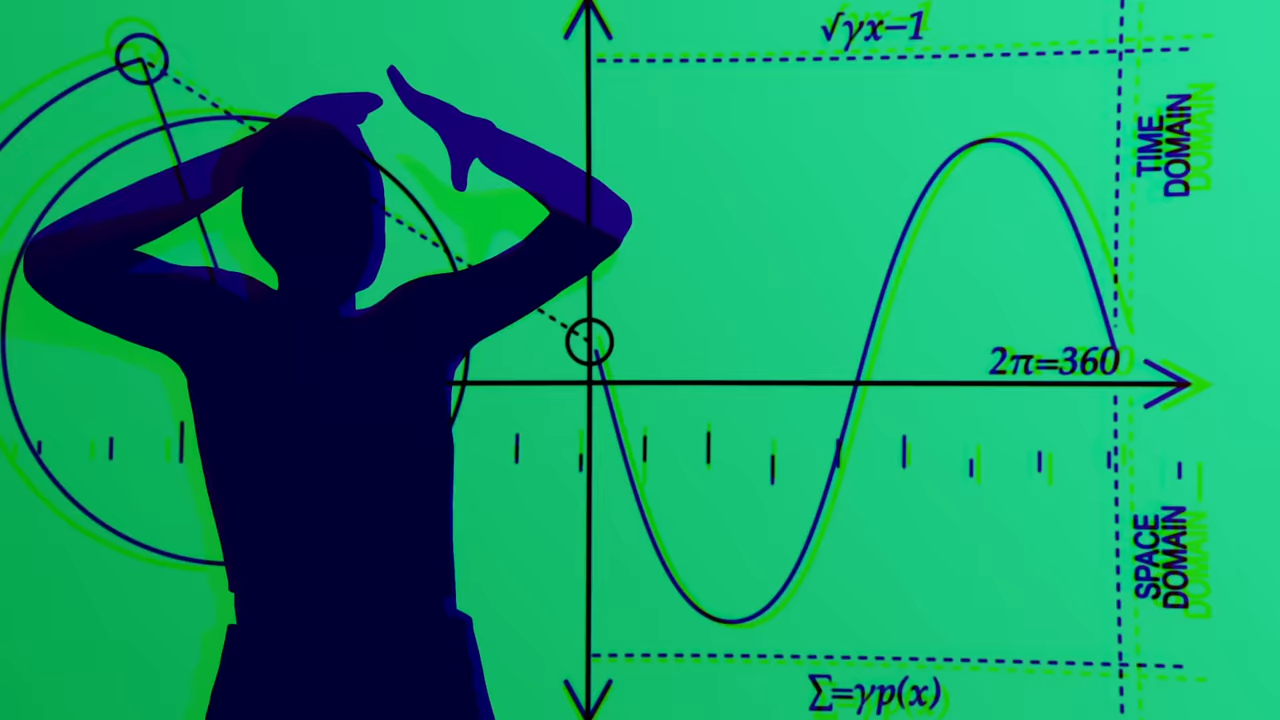 √γx−1
TIME
DOMAIN
2π=360
SPACE
DOMAIN
Σ=γp(x)